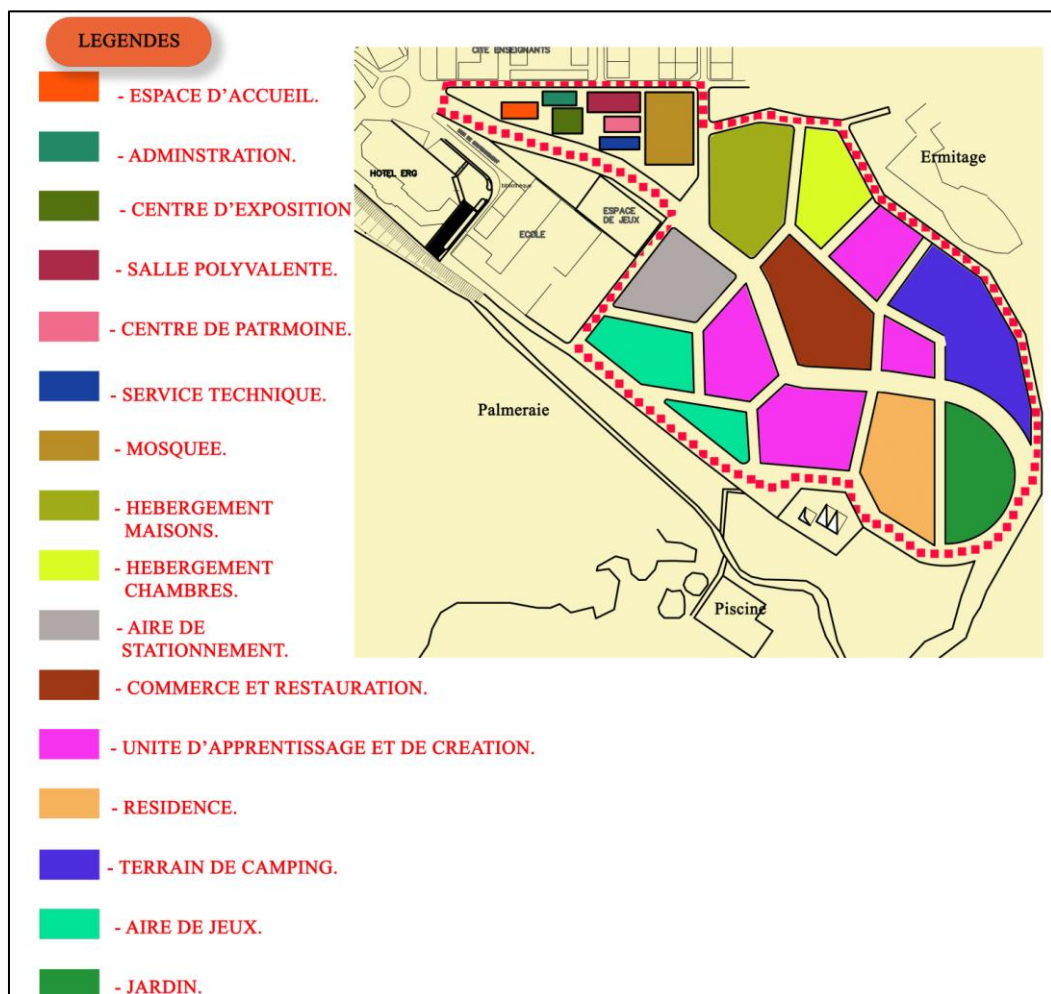 LEGENDES
- ESPACE D'ACCUEIL.
- ADMINSTRATION.
- CENTRE D'EXPOSITION
- SALLE POLYVALENTE.
- CENTRE DE PATRMOINE.
- SERVICE TECHNIQUE.
- MOSQUEE.
- HEBERGEMENT
MAISONS.
- HEBERGEMENT
CHAMBRES.
- AIRE DE
STATIONNEMENT.
- COMMERCE ET RESTAURATION.
- UNITE D'APPRENTISSAGE ET DE CREATION.
- RESIDENCE.
- TERRAIN DE CAMPING.
- AIRE DE JEUX.
- JARDIN.
CITE ENSEIGNANTS
HOTEL ERG
bibliothèque
ESPACE
DE JEUX
ECOLE
Ermitage
Palmeraie
Piscine